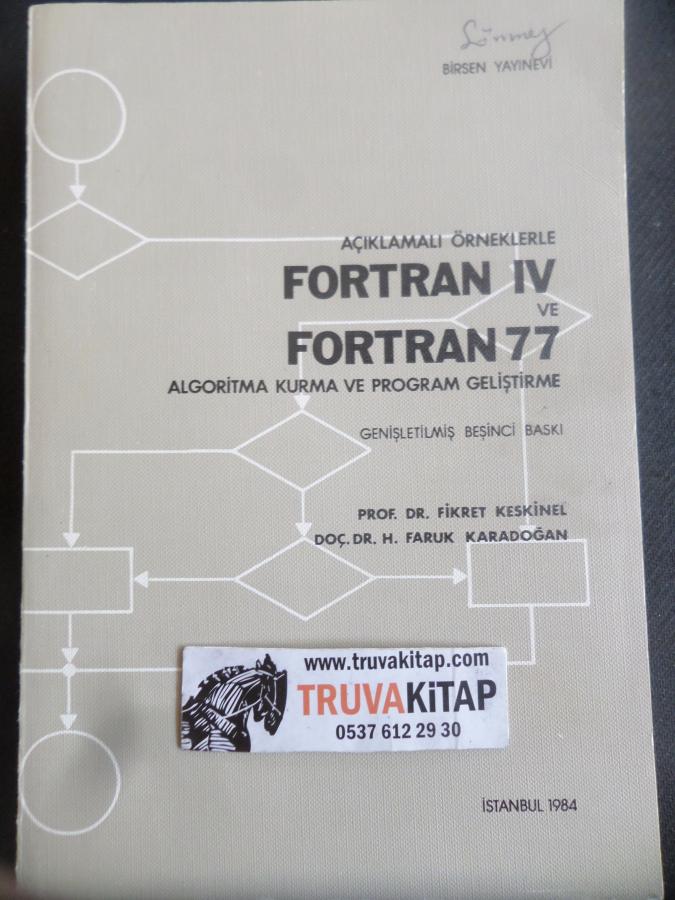 Sönmez
BİRSEN YAYINEVİ
AÇIKLAMALI ÖRNEKLERLE
FORTRAN IV
VE
FORTRAN 77
ALGORİTMA KURMA VE PROGRAM GELİŞTİRME
GENİŞLETİLMİŞ BEŞİNCİ BASKI
PROF. DR. FİKRET KESKİNEL
DOÇ. DR. H. FARUK KARADOĞAN
www.truvakitap.com
TRUVAKiTAP
0537 612 29 30
İSTANBUL 1984